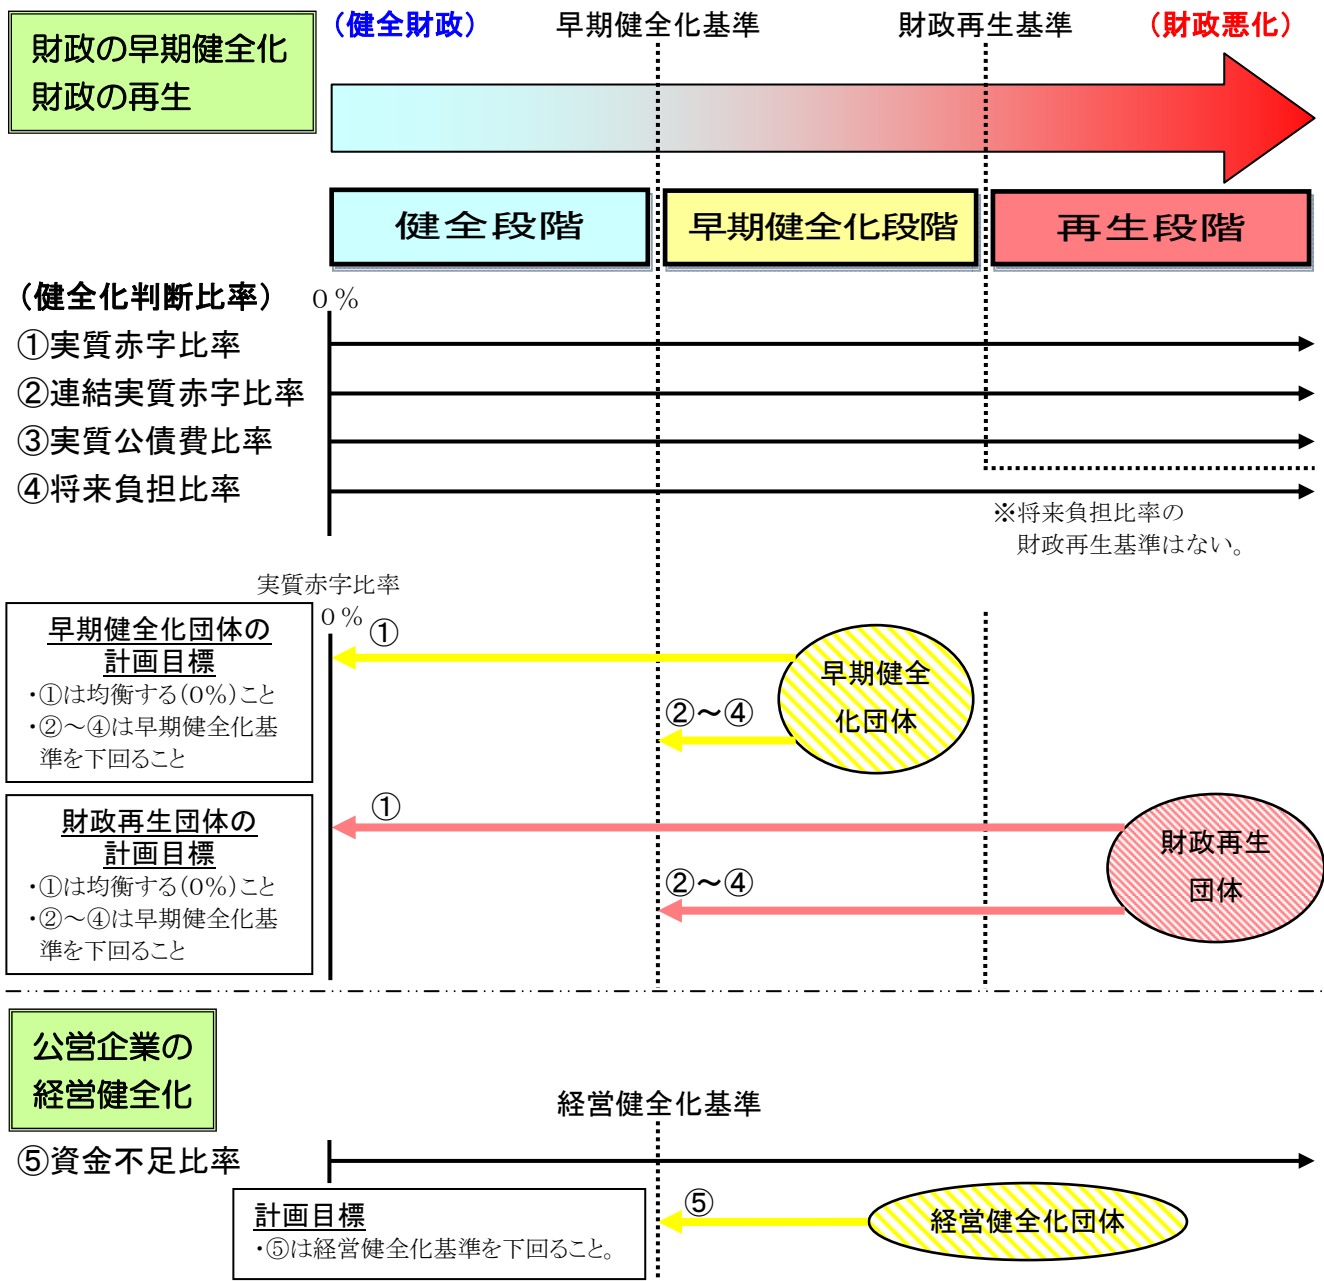 財政の早期健全化
財政の再生
（健全財政）
早期健全化基準
財政再生基準
（財政悪化）
健全段階
早期健全化段階
再生段階
（健全化判断比率）
０％
①実質赤字比率
②連結実質赤字比率
③実質公債費比率
④将来負担比率
※将来負担比率の
財政再生基準はない。
実質赤字比率
０％
早期健全化団体の
計画目標
・①は均衡する（０％）こと
・②～④は早期健全化基
準を下回ること
①
②～④
早期健全
化団体
財政再生団体の
計画目標
・①は均衡する（０％）こと
・②～④は早期健全化基
準を下回ること
①
②～④
財政再生
団体
公営企業の
経営健全化
経営健全化基準
⑤資金不足比率
計画目標
・⑤は経営健全化基準を下回ること。
⑤
経営健全化団体